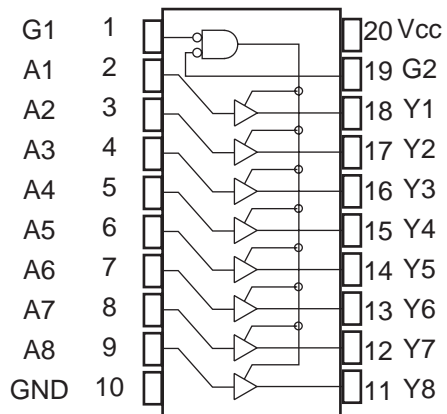 G1 1 20 Vcc
A1 2 19 G2
A2 3 18 Y1
A3 4 17 Y2
A4 5 16 Y3
A5 6 15 Y4
A6 7 14 Y5
A7 8 13 Y6
A8 9 12 Y7
GND 10 11 Y8